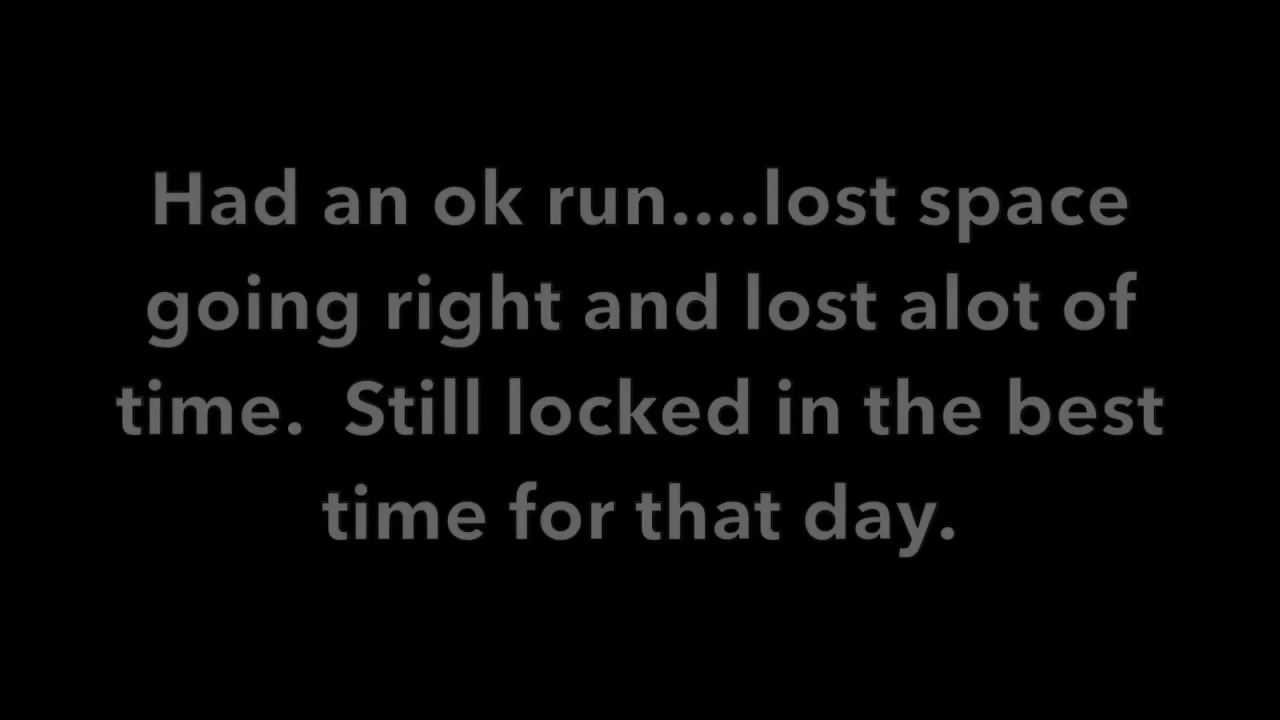 Had an ok run....lost space
going right and lost alot of
time.  Still locked in the best
time for that day.